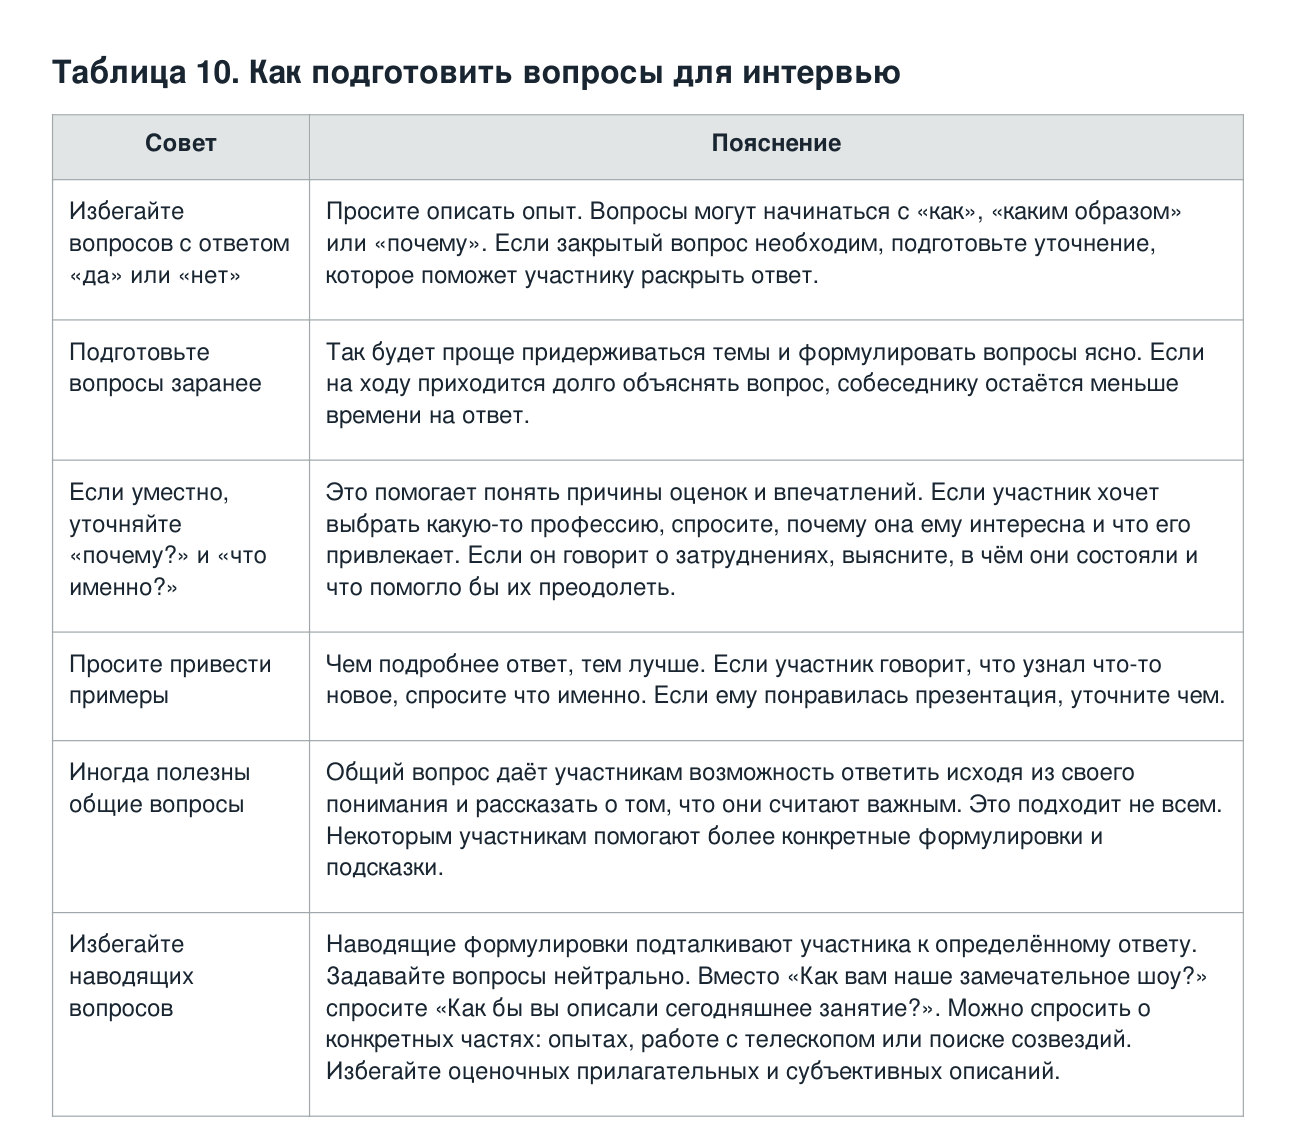 Таблица 10. Как подготовить вопросы для интервью
Совет
Пояснение
Избегайте
вопросов с ответом
«да» или «нет»
Просите описать опыт. Вопросы могут начинаться с «как», «каким образом»
или «почему». Если закрытый вопрос необходим, подготовьте уточнение,
которое поможет участнику раскрыть ответ.
Подготовьте
вопросы заранее
Так будет проще придерживаться темы и формулировать вопросы ясно. Если
на ходу приходится долго объяснять вопрос, собеседнику остаётся меньше
времени на ответ.
Если уместно,
уточняйте
«почему?» и «что
именно?»
Это помогает понять причины оценок и впечатлений. Если участник хочет
выбрать какую-то профессию, спросите, почему она ему интересна и что его
привлекает. Если он говорит о затруднениях, выясните, в чём они состояли и
что помогло бы их преодолеть.
Просите привести
примеры
Чем подробнее ответ, тем лучше. Если участник говорит, что узнал что-то
новое, спросите что именно. Если ему понравилась презентация, уточните чем.
Иногда полезны
общие вопросы
Общий вопрос даёт участникам возможность ответить исходя из своего
понимания и рассказать о том, что они считают важным. Это подходит не всем.
Некоторым участникам помогают более конкретные формулировки и
подсказки.
Избегайте
наводящих
вопросов
Наводящие формулировки подталкивают участника к определённому ответу.
Задавайте вопросы нейтрально. Вместо «Как вам наше замечательное шоу?»
спросите «Как бы вы описали сегодняшнее занятие?». Можно спросить о
конкретных частях: опытах, работе с телескопом или поиске созвездий.
Избегайте оценочных прилагательных и субъективных описаний.